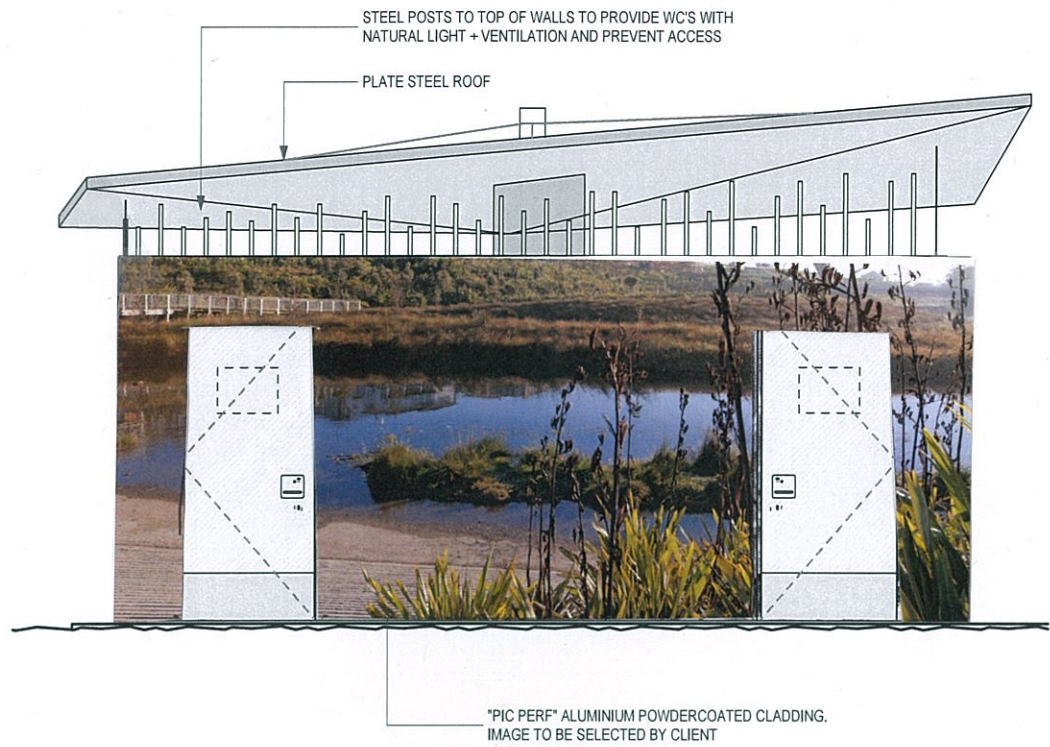 STEEL POSTS TO TOP OF WALLS TO PROVIDE WC'S WITH
NATURAL LIGHT + VENTILATION AND PREVENT ACCESS
PLATE STEEL ROOF
"PIC PERF" ALUMINIUM POWDERCOATED CLADDING.
IMAGE TO BE SELECTED BY CLIENT